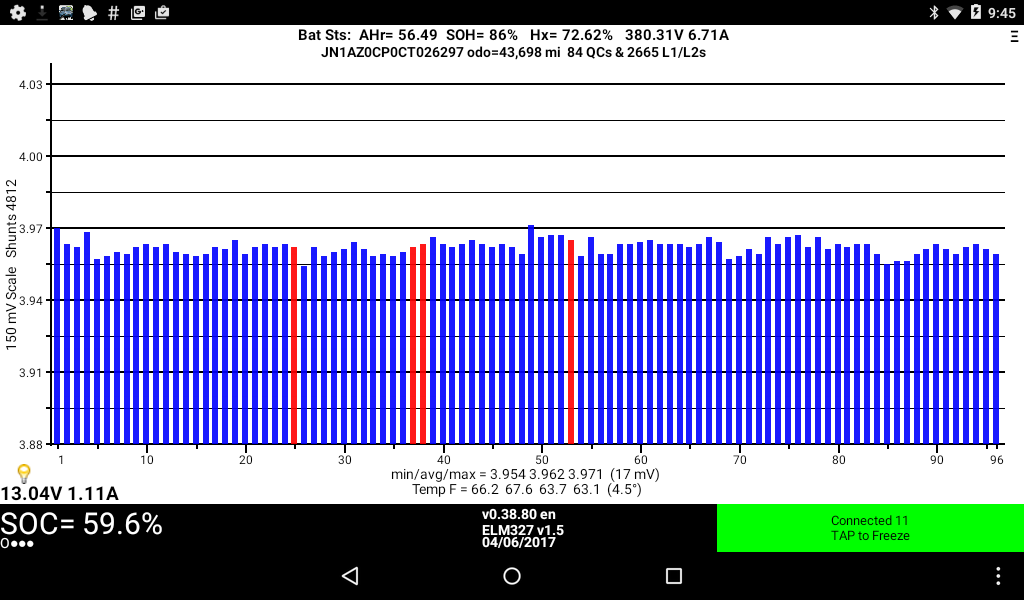 9:45
Bat Sts:  AHr= 56.49  SOH= 86%   Hx= 72.62%   380.31V 6.71A
JN1AZ0CP0CT026297 odo=43,698 mi  84 QCs & 2665 L1/L2s
150 mV Scale   Shunts 4812
4.03
4.00
3.97
3.94
3.91
3.88
1 10 20 30 40 50 60 70 80 90 96
min/avg/max = 3.954 3.962 3.971  (17 mV)
Temp F = 66.2  67.6  63.7  63.1  (4.5°)
13.04V 1.11A
SOC= 59.6%
v0.38.80 en
ELM327 v1.5
04/06/2017
Connected 11
TAP to Freeze